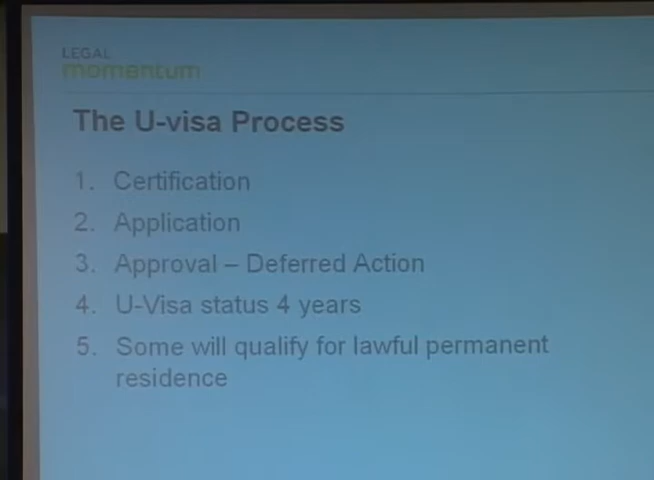 LEGAL
momentum
The U-visa Process
1. Certification
2. Application
3. Approval – Deferred Action
4. U-Visa status 4 years
5. Some will qualify for lawful permanent
residence